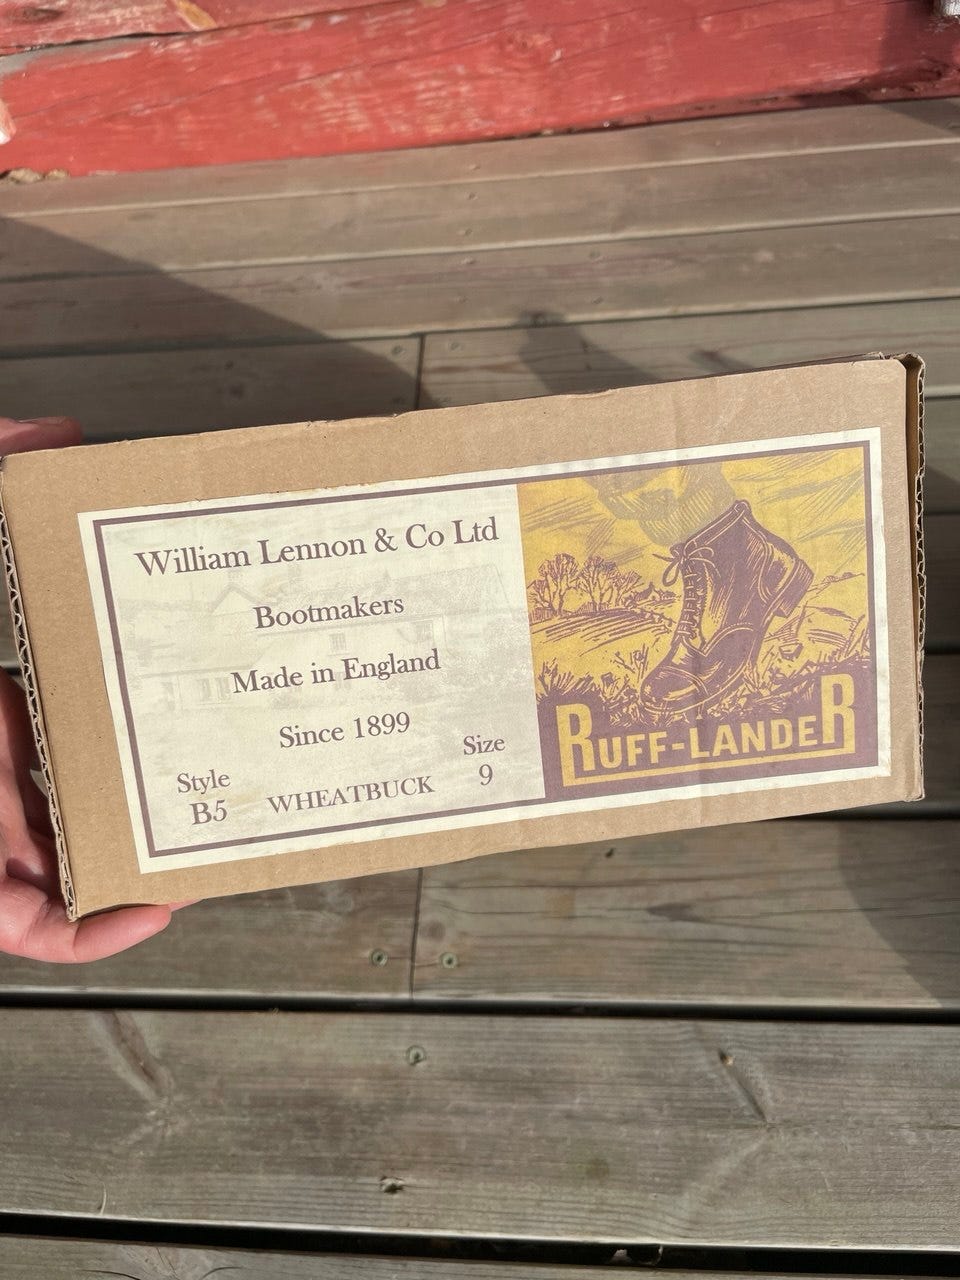 William Lennon & Co Ltd
Bootmakers
Made in England
Since 1899
Style
B5
WHEATBUCK
Size
9
RUFF-LANDER